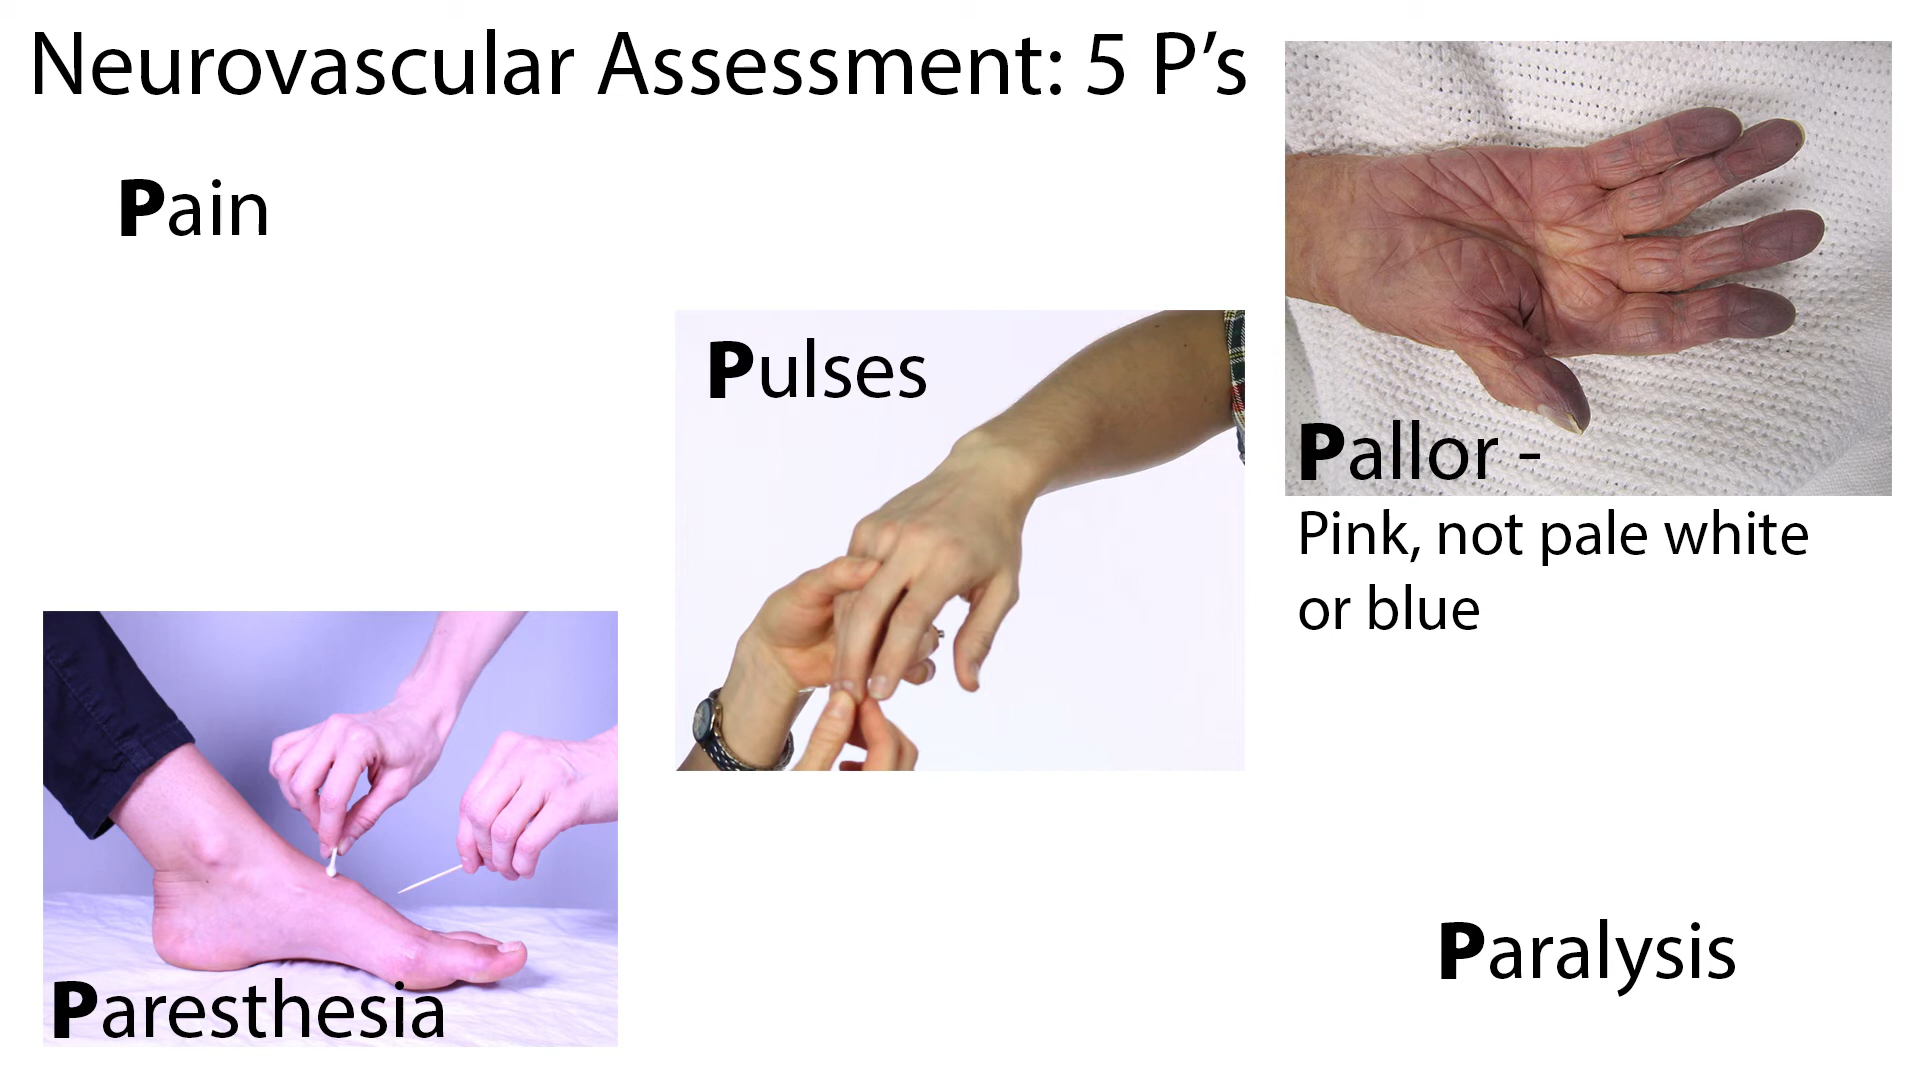 Neurovascular Assessment: 5 P’s
Pain
Pulses
Pallor -
Pink, not pale white
or blue
Paresthesia
Paralysis